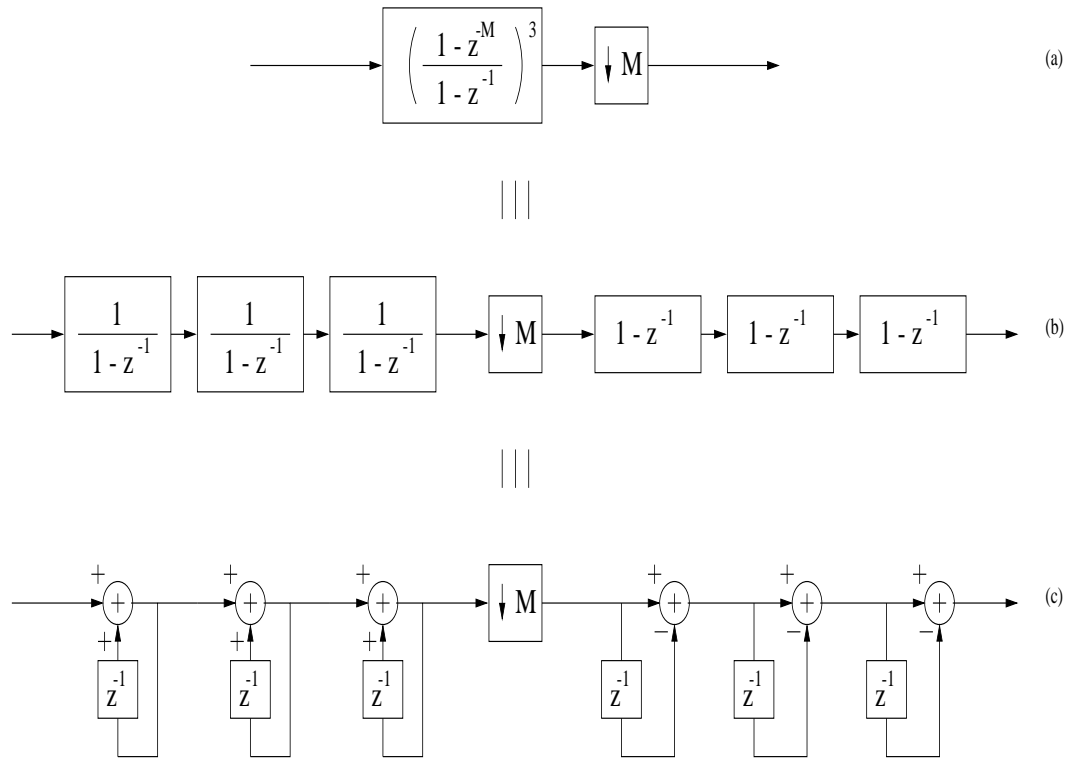 ( 1 - z^-M / 1 - z^-1 )^3 ↓ M (a)
1 / 1 - z^-1 1 / 1 - z^-1 1 / 1 - z^-1 ↓ M 1 - z^-1 1 - z^-1 1 - z^-1 (b)
+ + + ↓ M + + +
+ + + + + + (c)
+ + + − − −
z^-1 z^-1 z^-1 z^-1 z^-1 z^-1